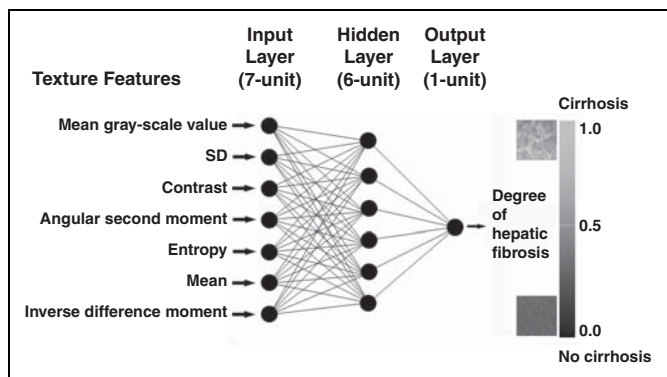 Input
Layer
(7-unit)
Hidden
Layer
(6-unit)
Output
Layer
(1-unit)
Texture Features
Mean gray-scale value
SD
Contrast
Angular second moment
Entropy
Mean
Inverse difference moment
Degree
of
hepatic
fibrosis
Cirrhosis
1.0
0.5
0.0
No cirrhosis